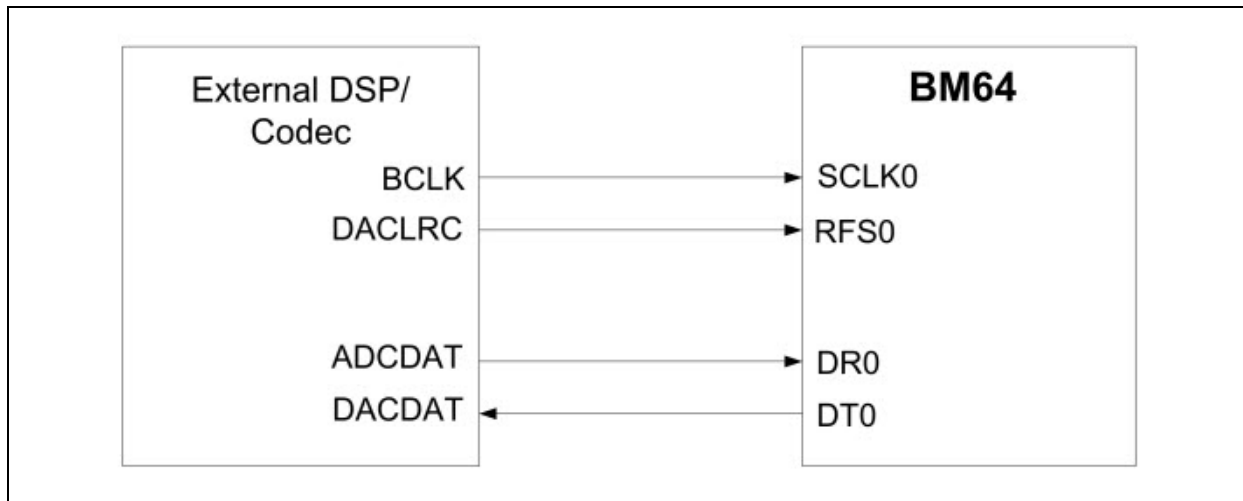 External DSP/
Codec
BCLK
DACLRC
ADCDAT
DACDAT
BM64
SCLK0
RFS0
DR0
DT0